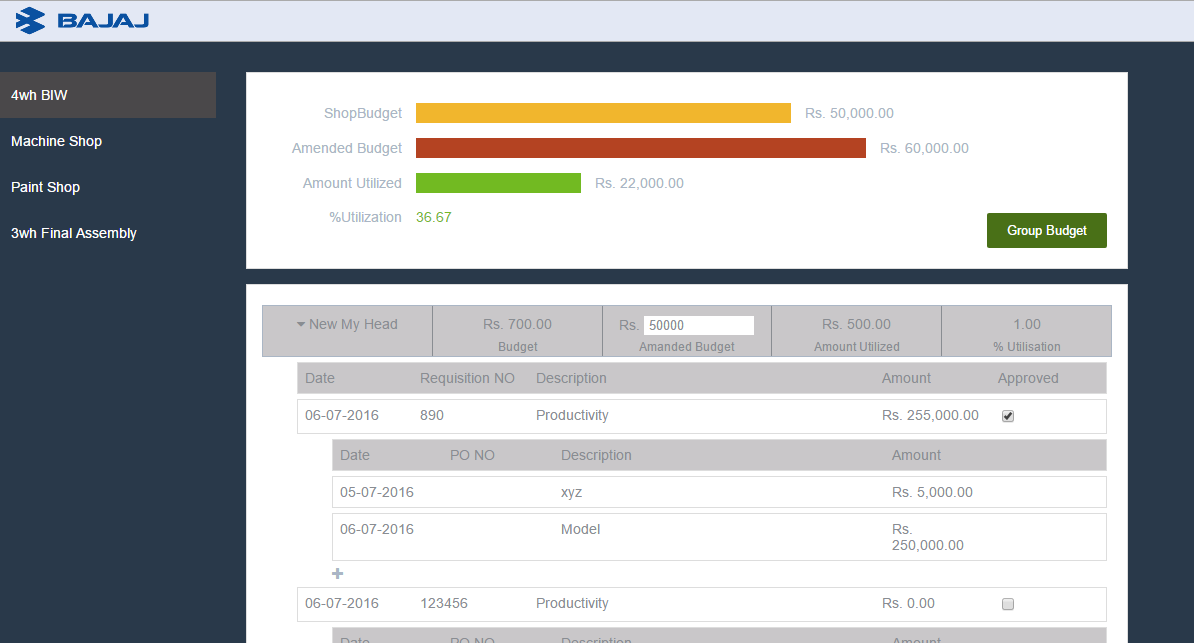 BAJAJ
4wh BIW
Machine Shop
Paint Shop
3wh Final Assembly
ShopBudget Rs. 50,000.00
Amended Budget Rs. 60,000.00
Amount Utilized Rs. 22,000.00
%Utilization 36.67
Group Budget
New My Head Rs. 700.00 Rs. 50000 Rs. 500.00 1.00
Budget Amanded Budget Amount Utilized % Utilisation
Date Requisition NO Description Amount Approved
06-07-2016 890 Productivity Rs. 255,000.00
Date PO NO Description Amount
05-07-2016 xyz Rs. 5,000.00
06-07-2016 Model Rs.
250,000.00
06-07-2016 123456 Productivity Rs. 0.00
Date PO NO Description Amount